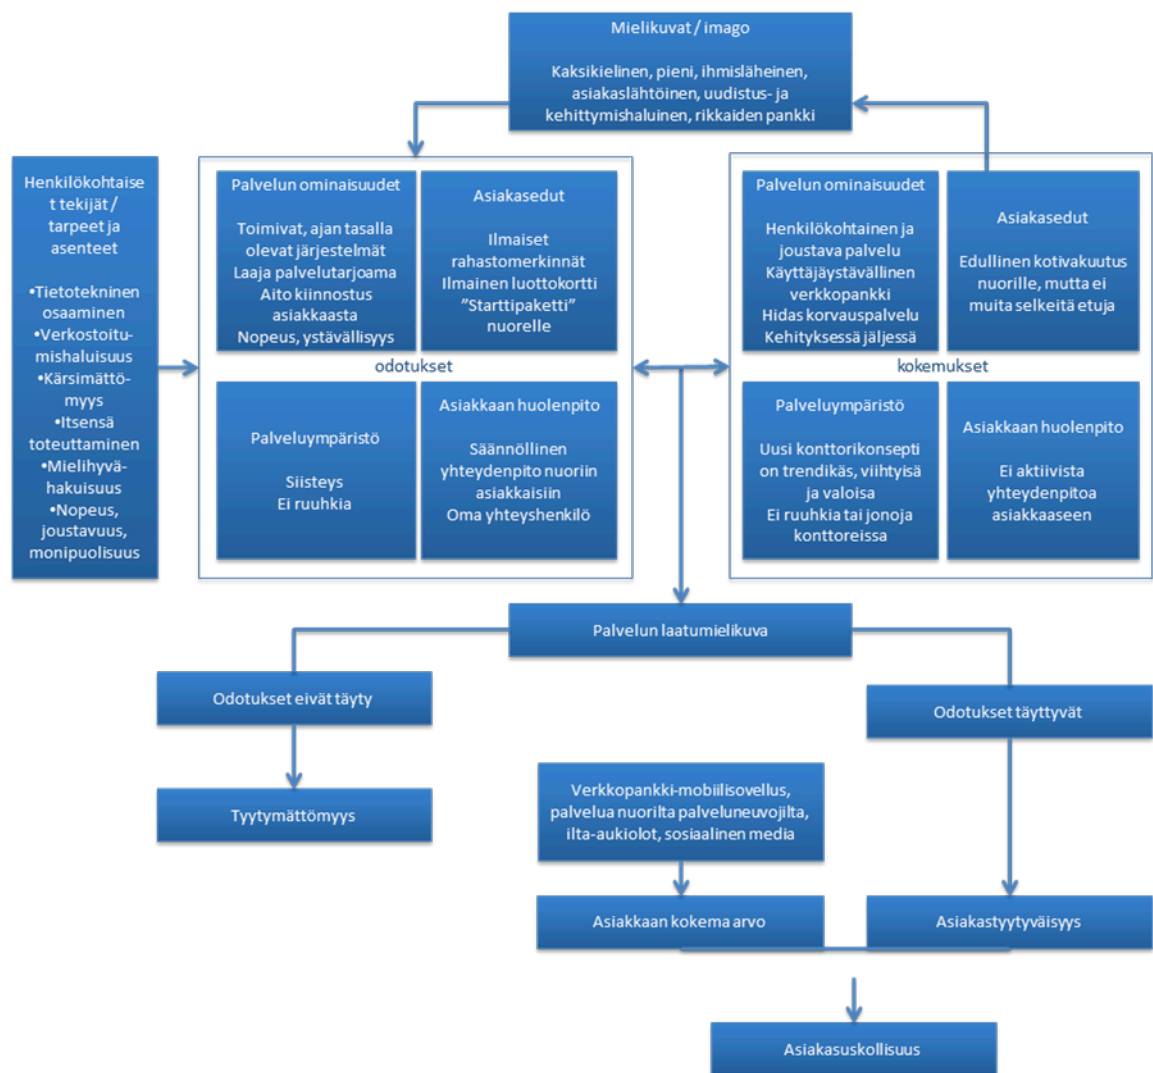 Mielikuvat / imago
Kaksikielinen, pieni, ihmisläheinen,
asiakaslähtöinen, uudistus- ja
kehittymishaluinen, rikkaiden pankki
Henkilökohtaise
t tekijät /
tarpeet ja
asenteet
•Tietotekninen
osaaminen
•Verkostoitu-
mishaluisuus
•Kärsimättö-
myys
•Itsensä
toteuttaminen
•Mielihyvä-
hakuisuus
•Nopeus,
joustavuus,
monipuolisuus
Palvelun ominaisuudet
Toimivat, ajan tasalla
olevat järjestelmät
Laaja palvelutarjoama
Aito kiinnostus
asiakkaasta
Nopeus, ystävällisyys
Asiakasedut
Ilmaiset
rahastomerkinnät
Ilmainen luottokortti
”Starttipaketti”
nuorelle
odotukset
Palveluympäristö
Siisteys
Ei ruuhkia
Asiakkaan huolenpito
Säännöllinen
yhteydenpito nuoriin
asiakkaisiin
Oma yhteyshenkilö
Palvelun ominaisuudet
Henkilökohtainen ja
joustava palvelu
Käyttäjäystävällinen
verkkopankki
Hidas korvauspalvelu
Kehityksessä jäljessä
Asiakasedut
Edullinen kotivakuutus
nuorille, mutta ei
muita selkeitä etuja
kokemukset
Palveluympäristö
Uusi konttorikonsepti
on trendikäs, viihtyisä
ja valoisa
Ei ruuhkia tai jonoja
konttoreissa
Asiakkaan huolenpito
Ei aktiivista
yhteydenpitoa
asiakkaaseen
Palvelun laatumielikuva
Odotukset eivät täyty
Odotukset täyttyvät
Tyytymättömyys
Verkkopankki-mobiilisovellus,
palvelua nuorilta palveluneuvojilta,
ilta-aukiolot, sosiaalinen media
Asiakkaan kokema arvo
Asiakastyytyväisyys
Asiakasuskollisuus